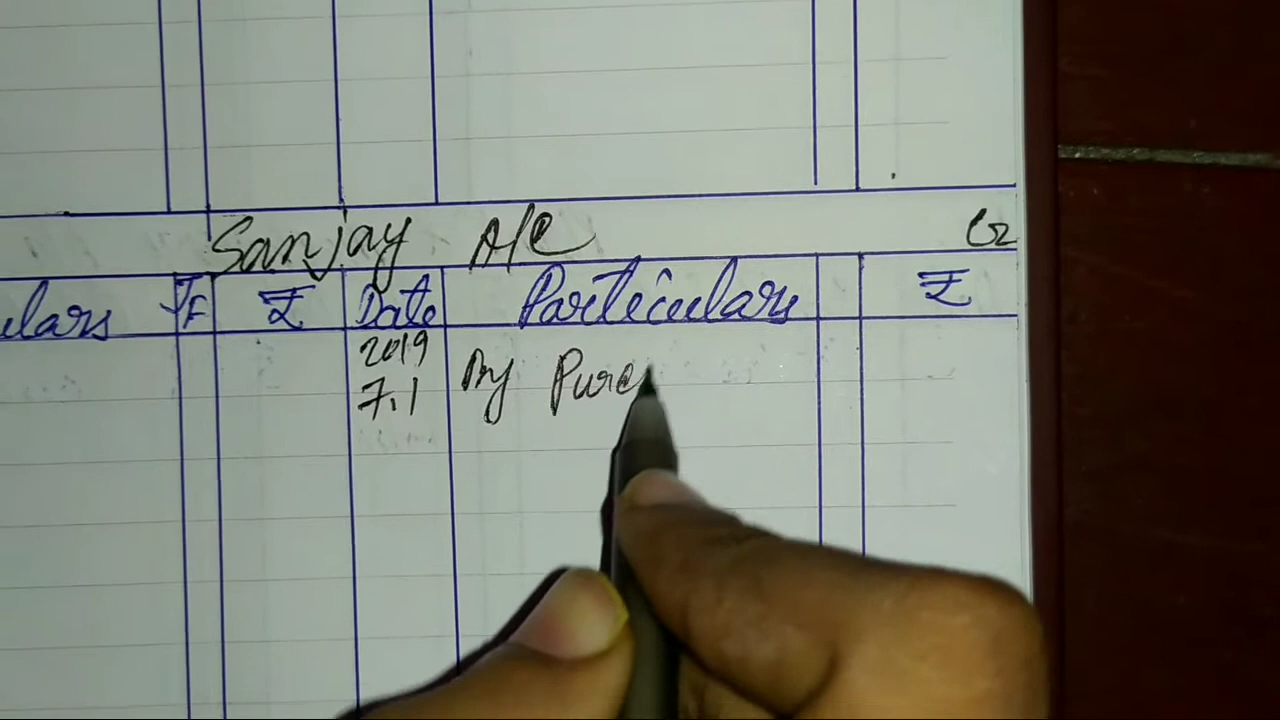 Sanjay A/c Cr
ulars JF ₹ Date Particulars ₹
2019
7.1 By Purc